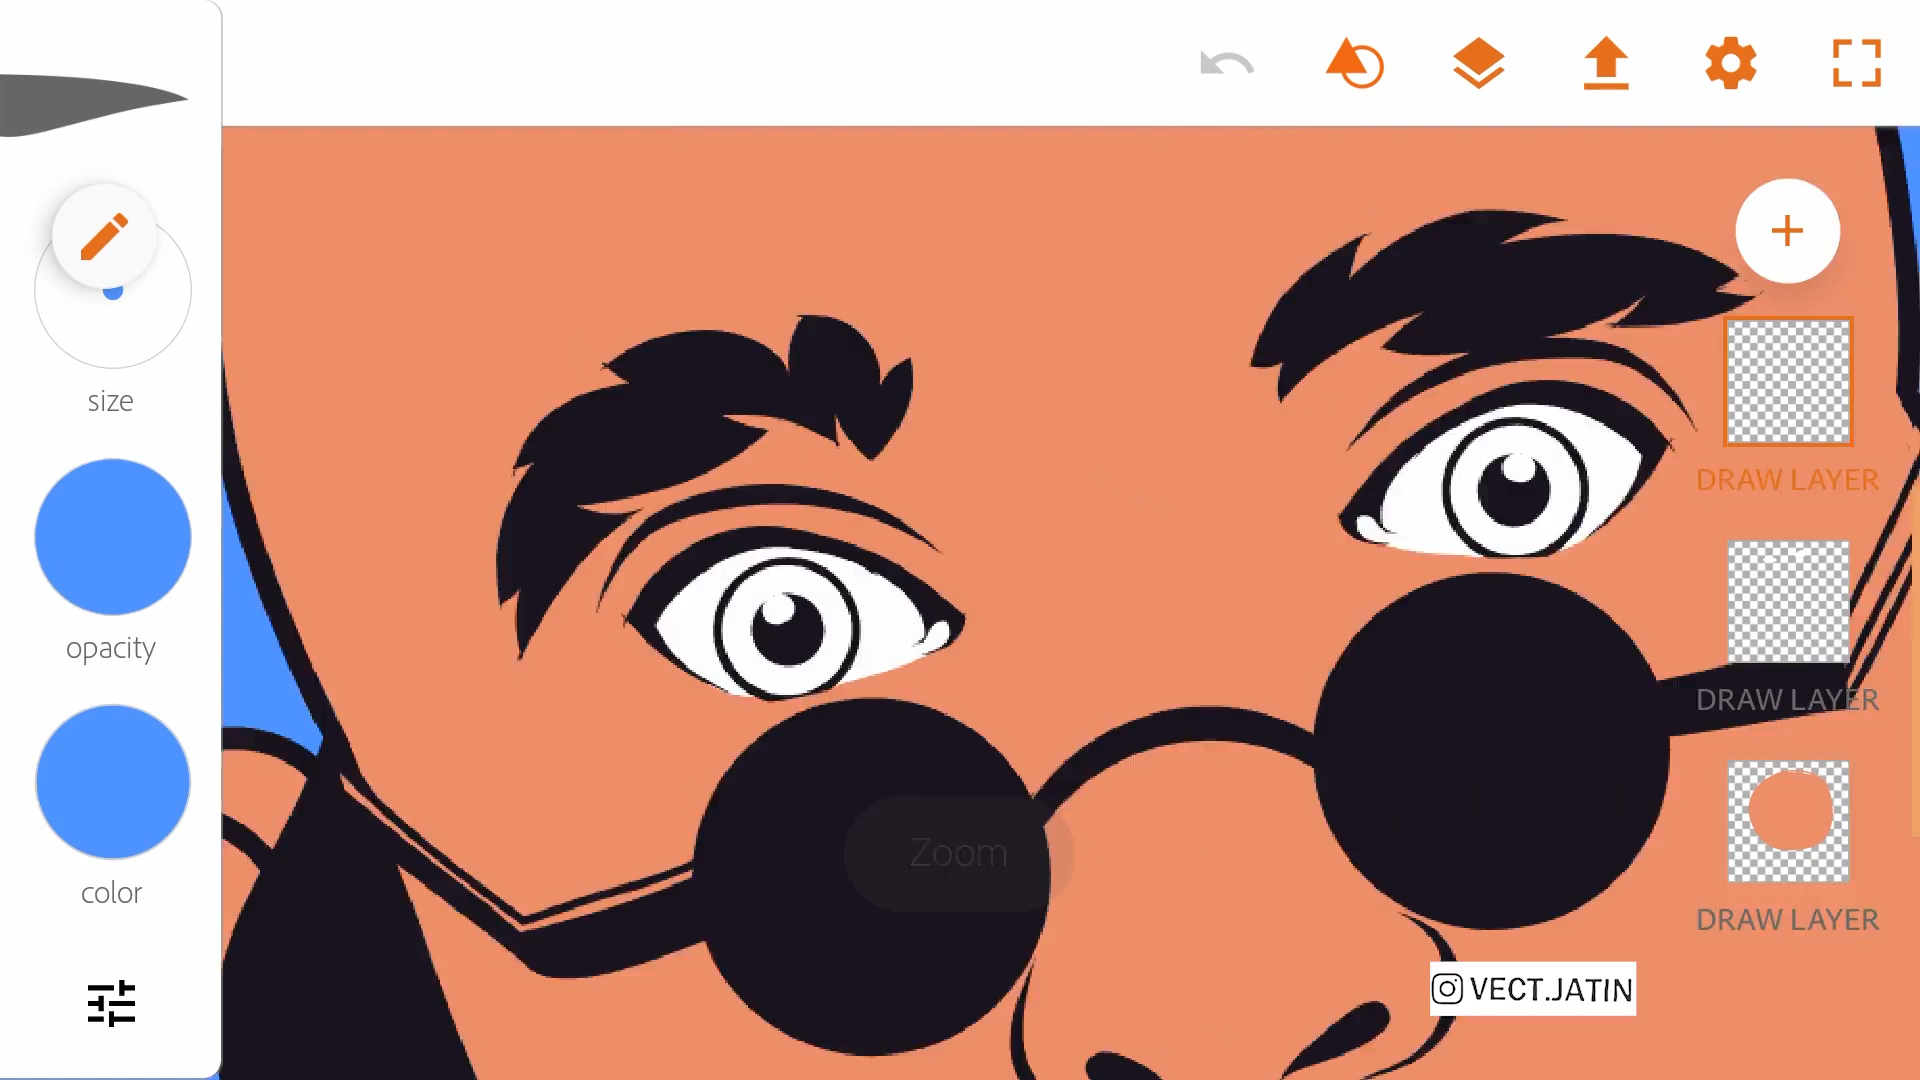 size
opacity
color
DRAW LAYER
DRAW LAYER
DRAW LAYER
Zoom
VECT.JATIN